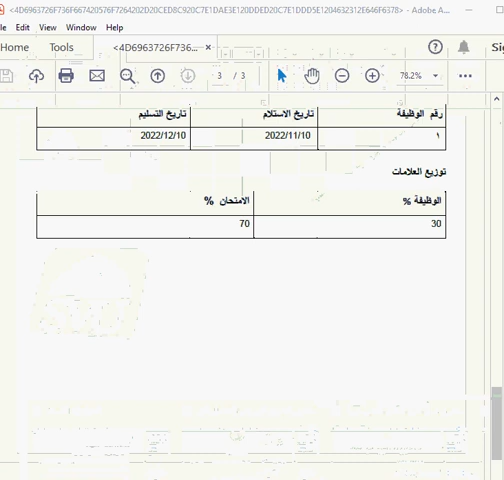 <4D6963726F736F667420576F7264202D20CED8C920C7E1DAE3E120DDED20C7E1DDD5E1204632312E646F6378> - Adobe A...
le Edit View Window Help
Home Tools <4D6963726F736... × Sig
3 / 3 78.2%
رقم الوظيفة تاريخ الاستلام تاريخ التسليم
١ 2022/11/10 2022/12/10
توزيع العلامات
الوظيفة % الامتحان %
30 70